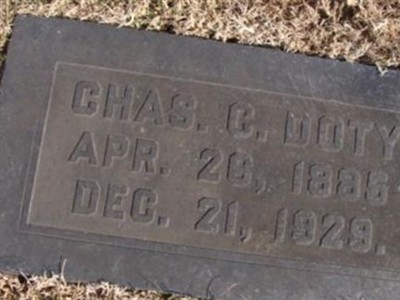 CHAS. C. DOTY
APR. 26, 1885
DEC. 21, 1929.